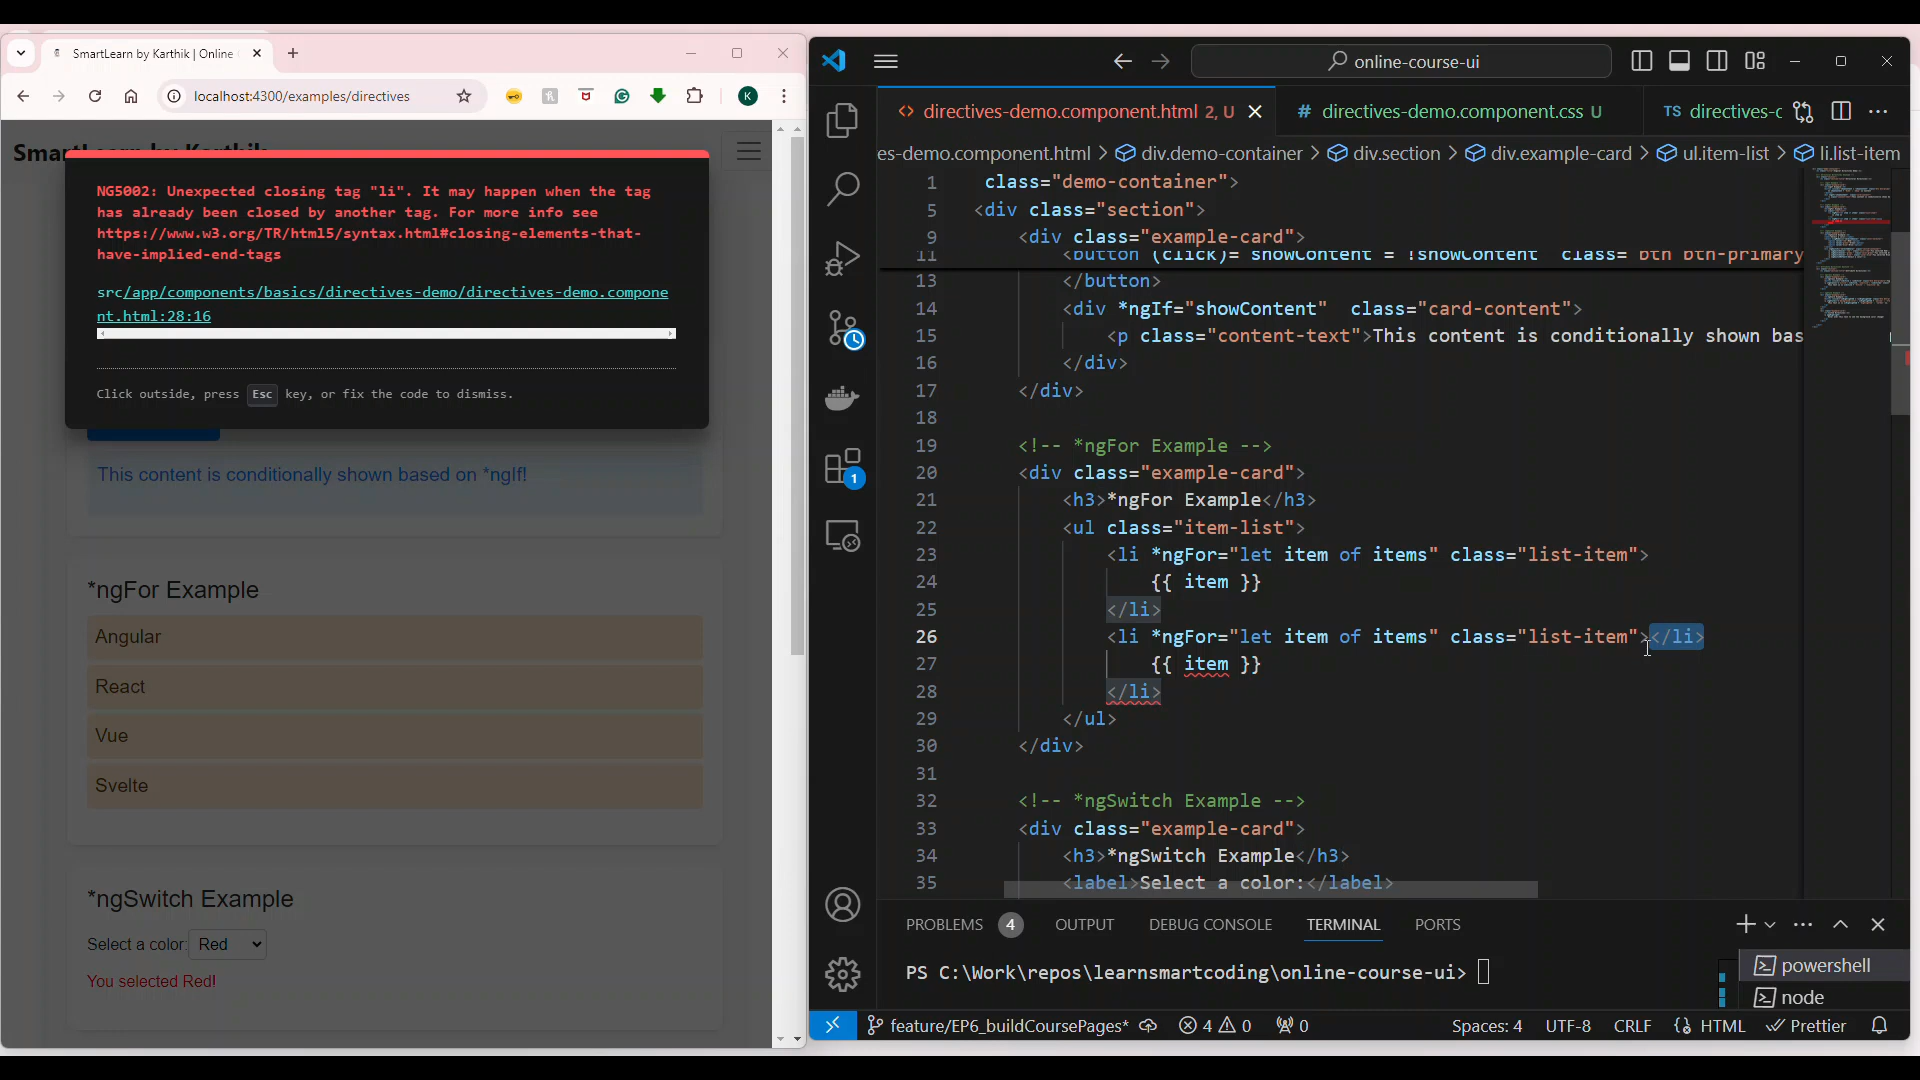 SmartLearn by Karthik | Online
localhost:4300/examples/directives
K
NG5002: Unexpected closing tag "li". It may happen when the tag
has already been closed by another tag. For more info see
https://www.w3.org/TR/html5/syntax.html#closing-elements-that-
have-implied-end-tags
src/app/components/basics/directives-demo/directives-demo.compone
nt.html:28:16
Click outside, press Esc key, or fix the code to dismiss.
This content is conditionally shown based on *ngIf!
*ngFor Example
Angular
React
Vue
Svelte
*ngSwitch Example
Select a color: Red
You selected Red!
online-course-ui
directives-demo.component.html 2, U
# directives-demo.component.css U
TS directives-c
es-demo.component.html > div.demo-container > div.section > div.example-card > ul.item-list > li.list-item
1 class="demo-container">
5 <div class="section">
9 <div class="example-card">
11 <button (click)= showContent = !showContent class= btn btn-primary
13 </button>
14 <div *ngIf="showContent" class="card-content">
15 <p class="content-text">This content is conditionally shown bas
16 </div>
17 </div>
18
19 <!-- *ngFor Example -->
20 <div class="example-card">
21 <h3>*ngFor Example</h3>
22 <ul class="item-list">
23 <li *ngFor="let item of items" class="list-item">
24 {{ item }}
25 </li>
26 <li *ngFor="let item of items" class="list-item"></li>
27 {{ item }}
28 </li>
29 </ul>
30 </div>
31
32 <!-- *ngSwitch Example -->
33 <div class="example-card">
34 <h3>*ngSwitch Example</h3>
35 <label>Select a color:</label>
1
PROBLEMS 4 OUTPUT DEBUG CONSOLE TERMINAL PORTS
PS C:\Work\repos\learnsmartcoding\online-course-ui>
powershell
node
feature/EP6_buildCoursePages* 4 0 0 Spaces: 4 UTF-8 CRLF HTML Prettier